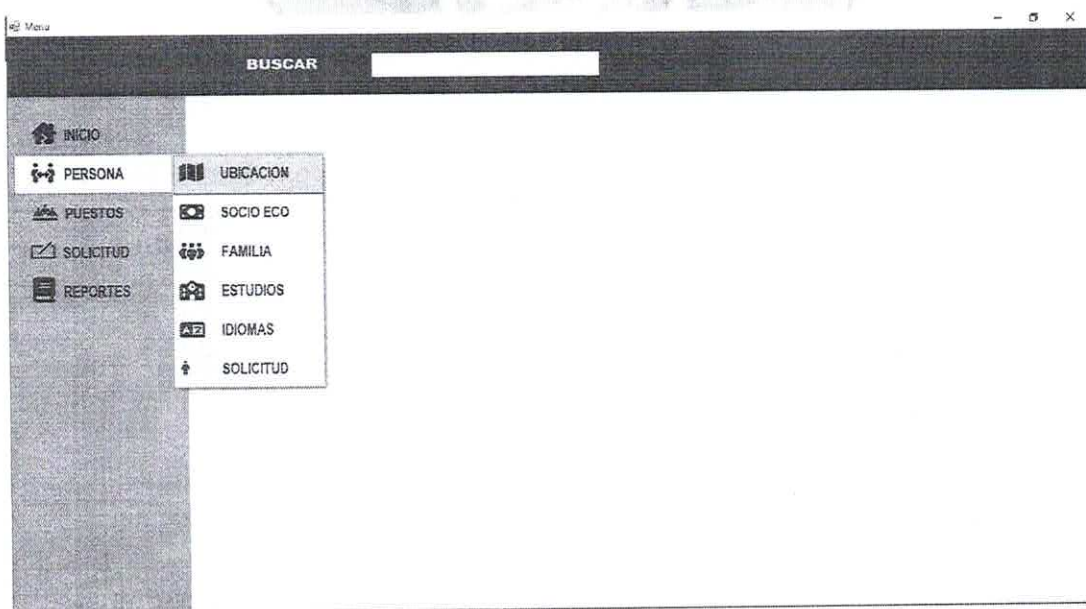 Menu
BUSCAR
INICIO
PERSONA
UBICACION
PUESTOS
SOCIO ECO
SOLICITUD
FAMILIA
REPORTES
ESTUDIOS
IDIOMAS
SOLICITUD